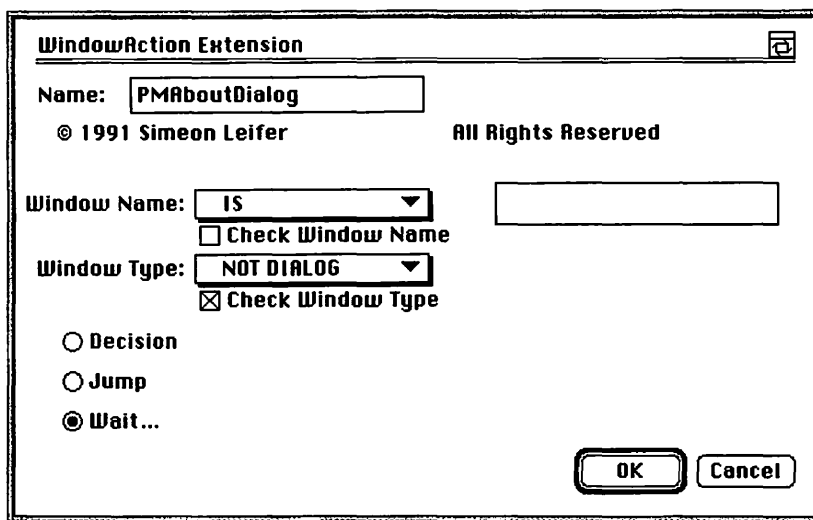 WindowAction Extension
Name: PMAboutDialog
© 1991 Simeon Leifer All Rights Reserved
Window Name: IS
Check Window Name
Window Type: NOT DIALOG
Check Window Type
Decision
Jump
Wait...
OK Cancel